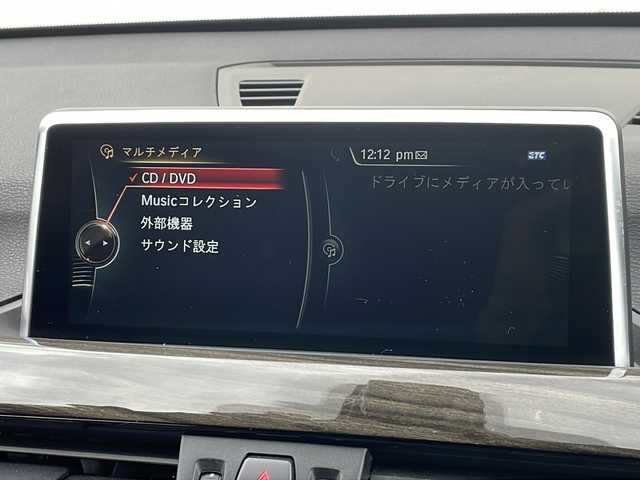 マルチメディア
12:12 pm
ETC
CD / DVD
ドライブにメディアが入ってい
Musicコレクション
外部機器
サウンド設定